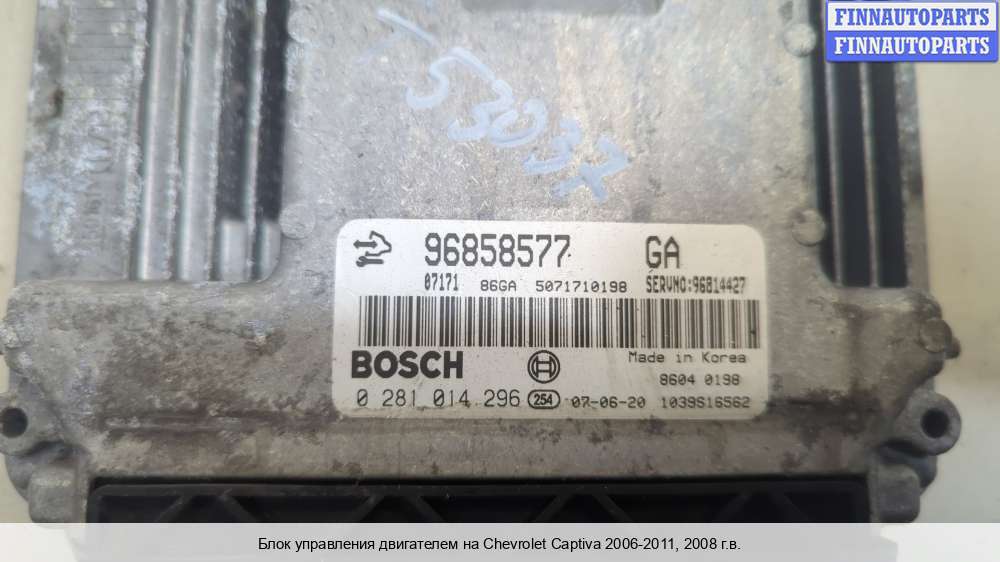 FINNAUTOPARTS
FINNAUTOPARTS
53037
96858577 GA
07171 86GA 5071710198 SERVNO:96814427
BOSCH
Made in Korea
8604 0198
0 281 014 296 254 07-06-20 1039S16562
Блок управления двигателем на Chevrolet Captiva 2006-2011, 2008 г.в.